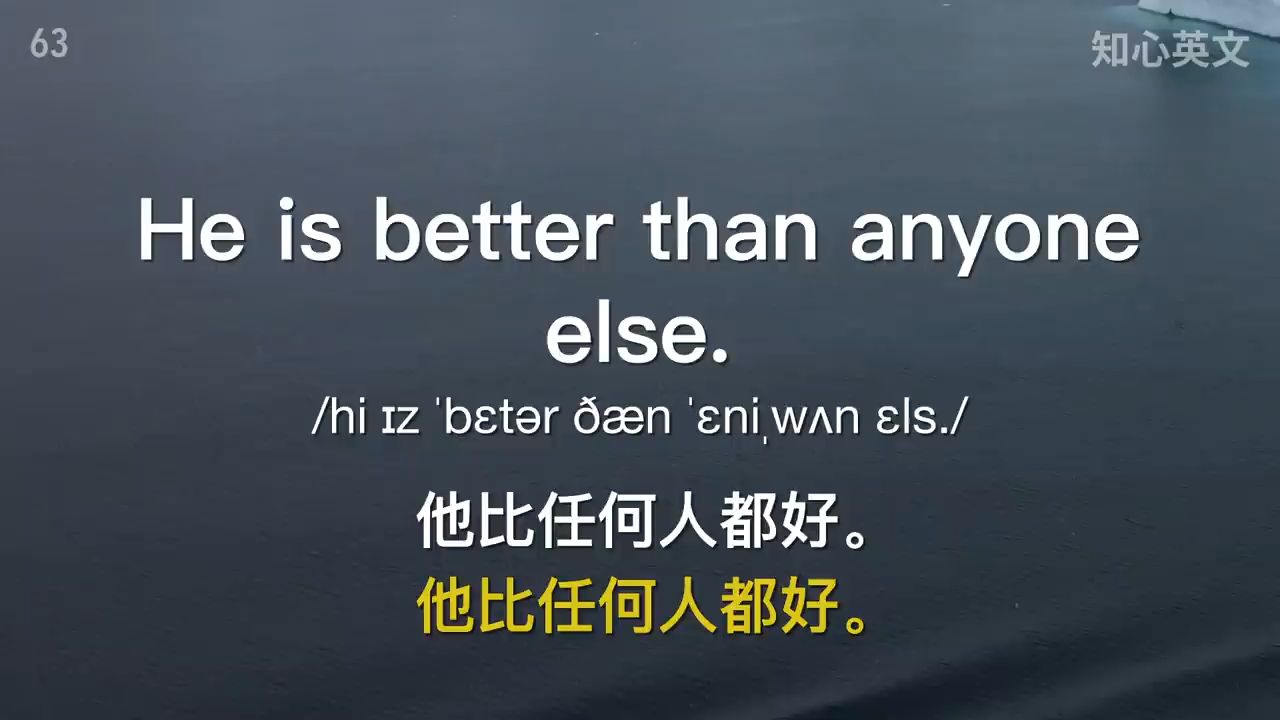 63
知心英文
He is better than anyone
else.
/hi ɪz ˈbɛtər ðæn ˈɛniˌwʌn ɛls./
他比任何人都好。
他比任何人都好。